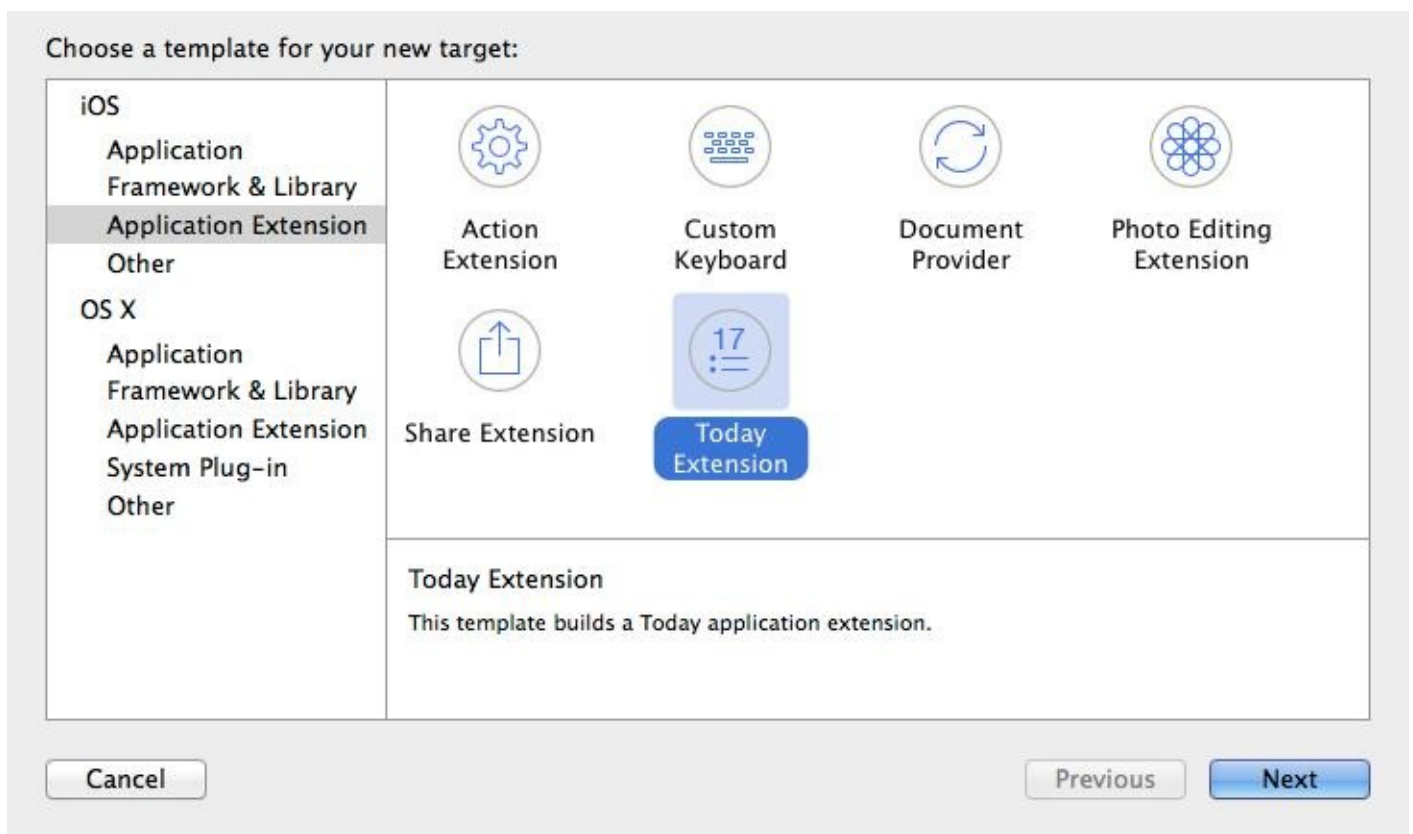 Choose a template for your new target:
iOS
Application
Framework & Library
Application Extension
Other
OS X
Application
Framework & Library
Application Extension
System Plug-in
Other
Action
Extension
Custom
Keyboard
Document
Provider
Photo Editing
Extension
Share Extension
17
Today
Extension
Today Extension
This template builds a Today application extension.
Cancel
Previous
Next